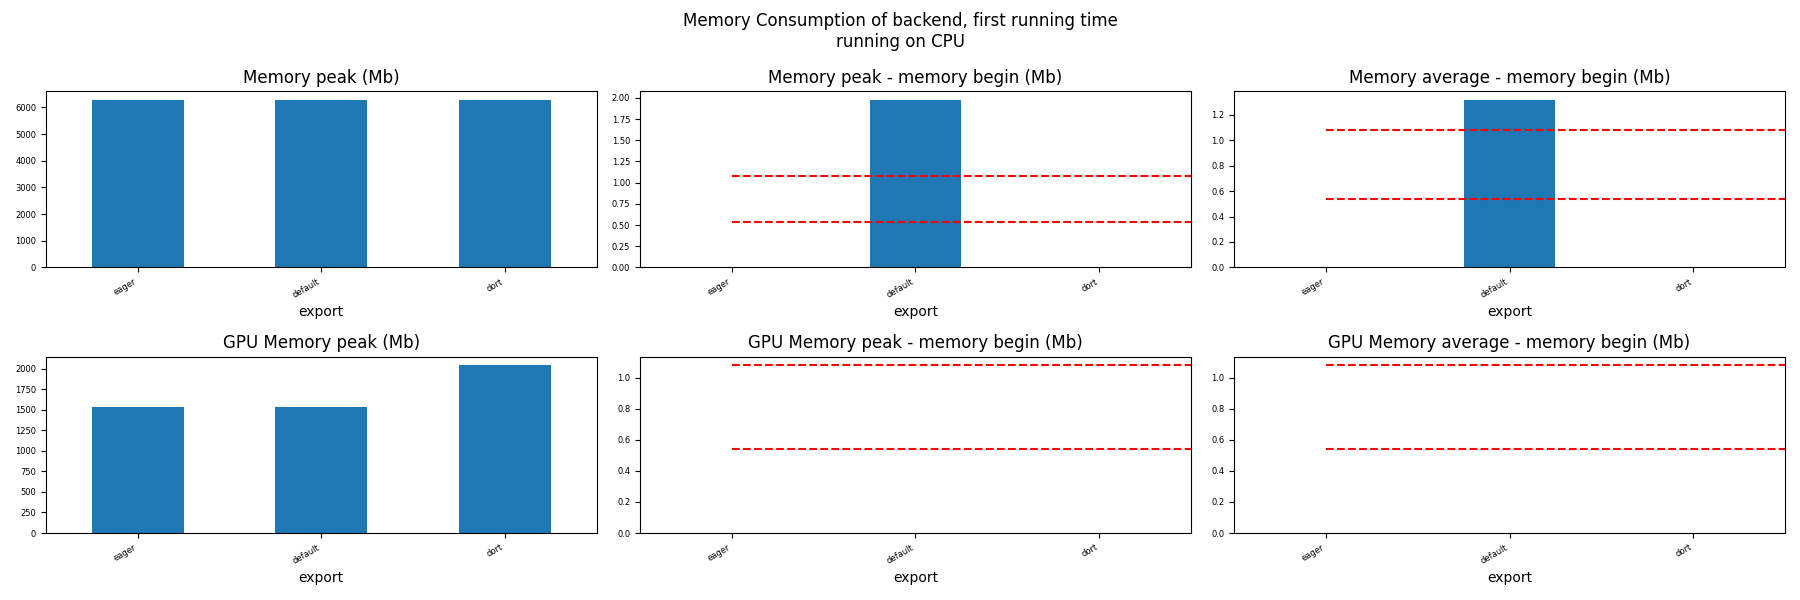 Memory Consumption of backend, first running time
running on CPU
Memory peak (Mb)
6000
5000
4000
3000
2000
1000
0
eager
default
dort
export
Memory peak - memory begin (Mb)
2.00
1.75
1.50
1.25
1.00
0.75
0.50
0.25
0.00
eager
default
dort
export
Memory average - memory begin (Mb)
1.2
1.0
0.8
0.6
0.4
0.2
0.0
eager
default
dort
export
GPU Memory peak (Mb)
2000
1750
1500
1250
1000
750
500
250
0
eager
default
dort
export
GPU Memory peak - memory begin (Mb)
1.0
0.8
0.6
0.4
0.2
0.0
eager
default
dort
export
GPU Memory average - memory begin (Mb)
1.0
0.8
0.6
0.4
0.2
0.0
eager
default
dort
export